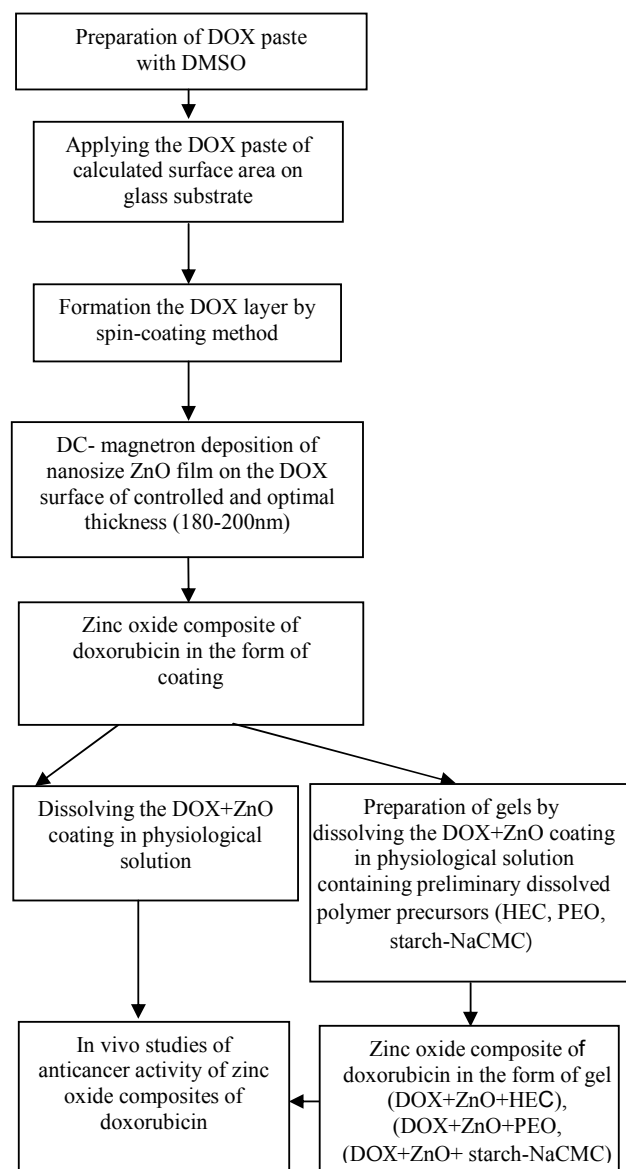 Preparation of DOX paste
with DMSO
Applying the DOX paste of
calculated surface area on
glass substrate
Formation the DOX layer by
spin-coating method
DC- magnetron deposition of
nanosize ZnO film on the DOX
surface of controlled and optimal
thickness (180-200nm)
Zinc oxide composite of
doxorubicin in the form of
coating
Dissolving the DOX+ZnO
coating in physiological
solution
Preparation of gels by
dissolving the DOX+ZnO coating
in physiological solution
containing preliminary dissolved
polymer precursors (HEC, PEO,
starch-NaCMC)
In vivo studies of
anticancer activity of zinc
oxide composites of
doxorubicin
Zinc oxide composite of
doxorubicin in the form of gel
(DOX+ZnO+HEC),
(DOX+ZnO+PEO,
(DOX+ZnO+ starch-NaCMC)